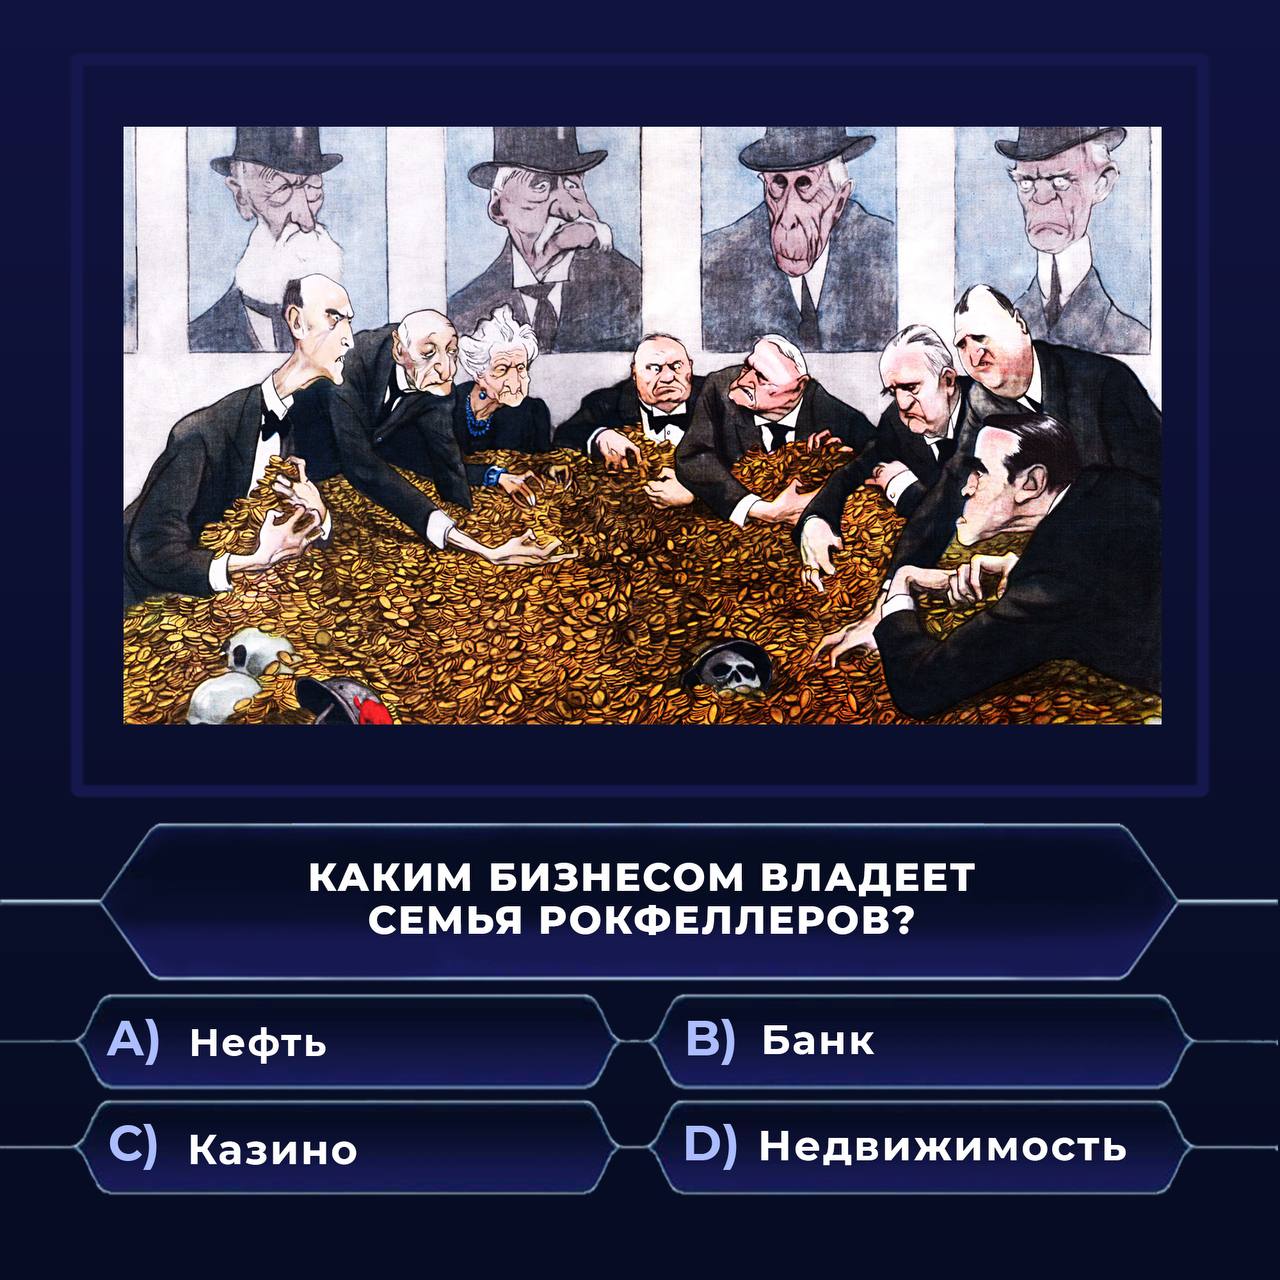 КАКИМ БИЗНЕСОМ ВЛАДЕЕТ
СЕМЬЯ РОКФЕЛЛЕРОВ?
A) Нефть
B) Банк
C) Казино
D) Недвижимость